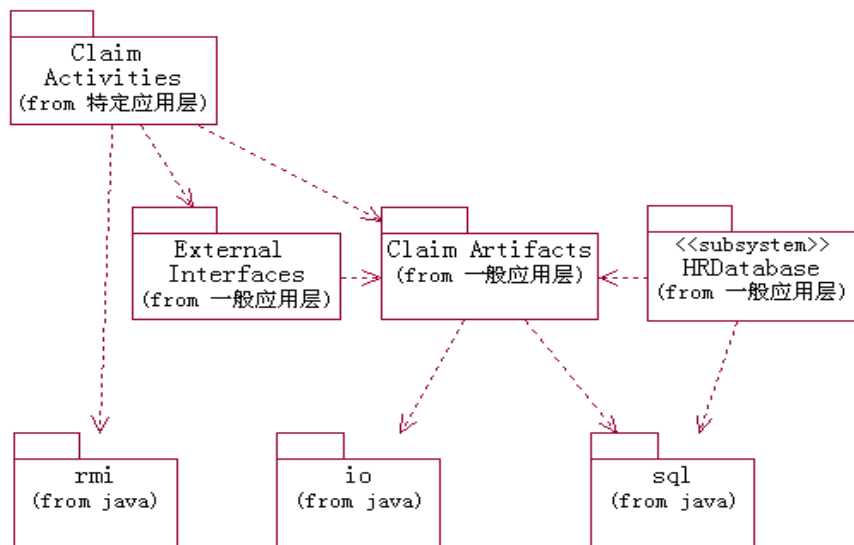 Claim
Activities
(from 特定应用层)
External
Interfaces
(from 一般应用层)
Claim Artifacts
(from 一般应用层)
<<subsystem>>
HRDatabase
(from 一般应用层)
rmi
(from java)
io
(from java)
sql
(from java)